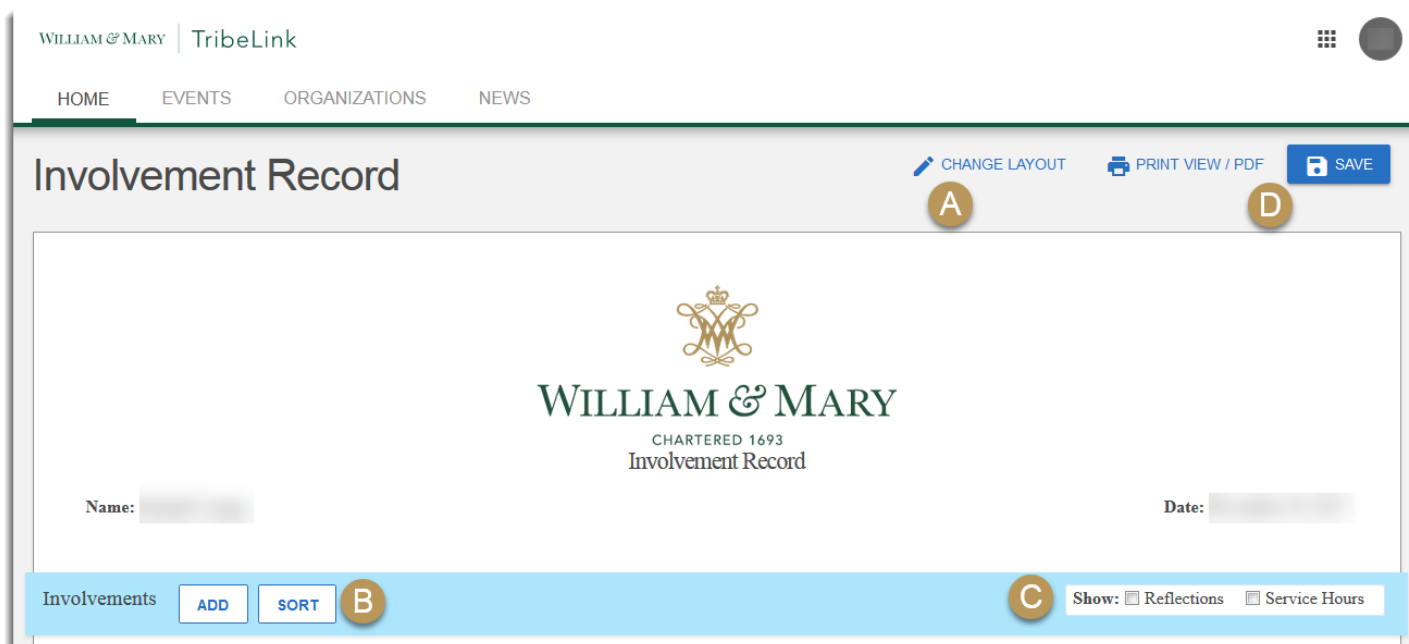 WILLIAM & MARY TribeLink
HOME EVENTS ORGANIZATIONS NEWS
Involvement Record CHANGE LAYOUT PRINT VIEW / PDF SAVE
A D
WILLIAM & MARY
CHARTERED 1693
Involvement Record
Name: Date:
Involvements ADD SORT B C Show: Reflections Service Hours